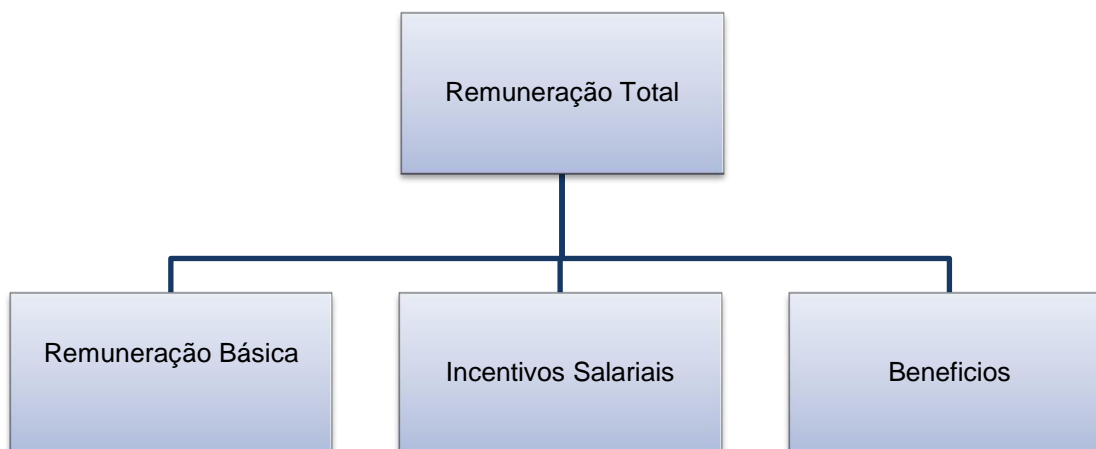 Remuneração Total
Remuneração Básica
Incentivos Salariais
Beneficios